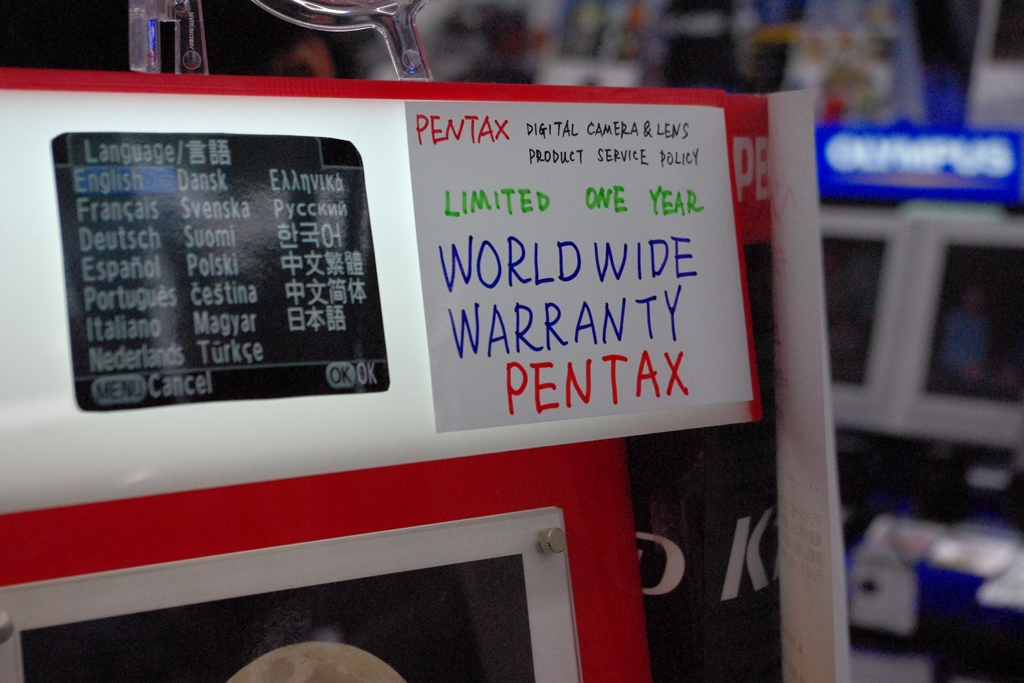 Language/言語
English Dansk Ελληνικά
Français Svenska Русский
Deutsch Suomi 한국어
Español Polski 中文繁體
Português Čeština 中文简体
Italiano Magyar 日本語
Nederlands Türkçe
MENU Cancel OK OK
PENTAX DIGITAL CAMERA & LENS
PRODUCT SERVICE POLICY
LIMITED ONE YEAR
WORLD WIDE
WARRANTY
PENTAX
PE
OLYMPUS
D K